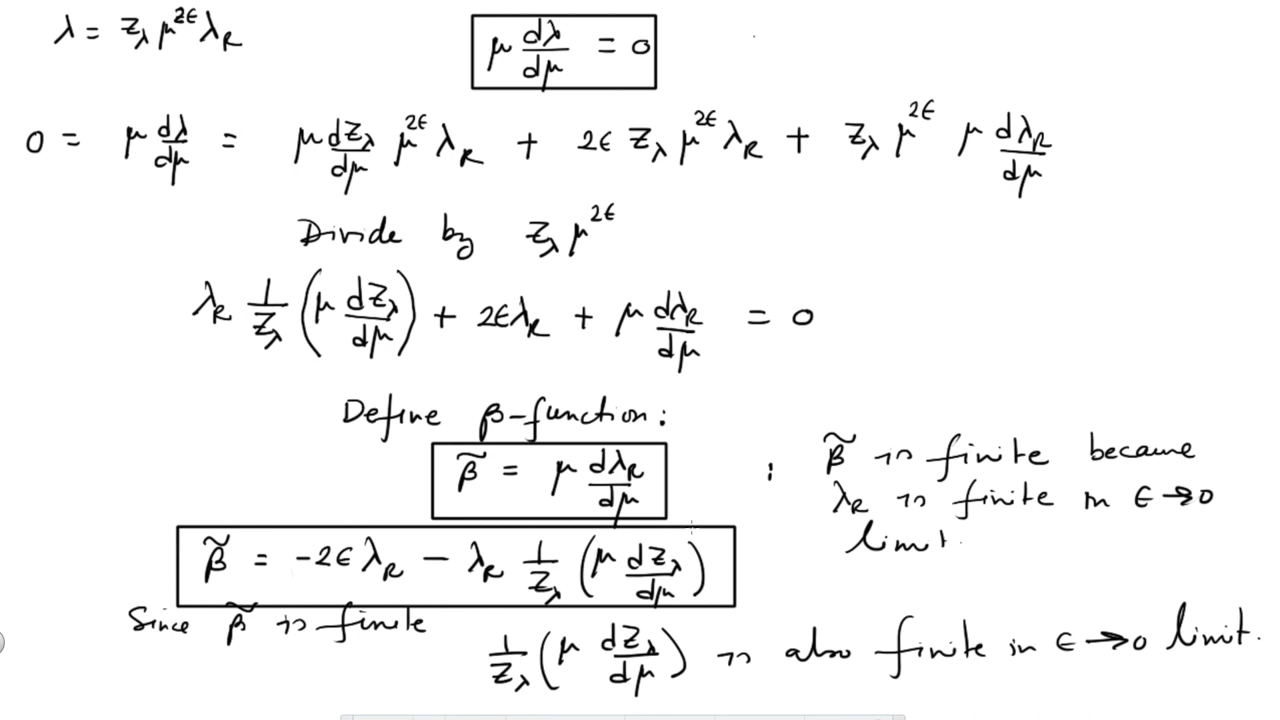 λ = Z_λ μ^{2ϵ} λ_R
μ dλ/dμ = 0
0 = μ dλ/dμ = μ dZ_λ/dμ μ^{2ϵ} λ_R + 2ϵ Z_λ μ^{2ϵ} λ_R + Z_λ μ^{2ϵ} μ dλ_R/dμ
Divide by Z_λ μ^{2ϵ}
λ_R 1/Z_λ (μ dZ_λ/dμ) + 2ϵλ_R + μ dλ_R/dμ = 0
Define β-function:
β̃ = μ dλ_R/dμ : β̃ is finite because
λ_R is finite in ϵ→0
limit.
β̃ = -2ϵ λ_R - λ_R 1/Z_λ (μ dZ_λ/dμ)
Since β̃ is finite
1/Z_λ (μ dZ_λ/dμ) is also finite in ϵ→0 limit.